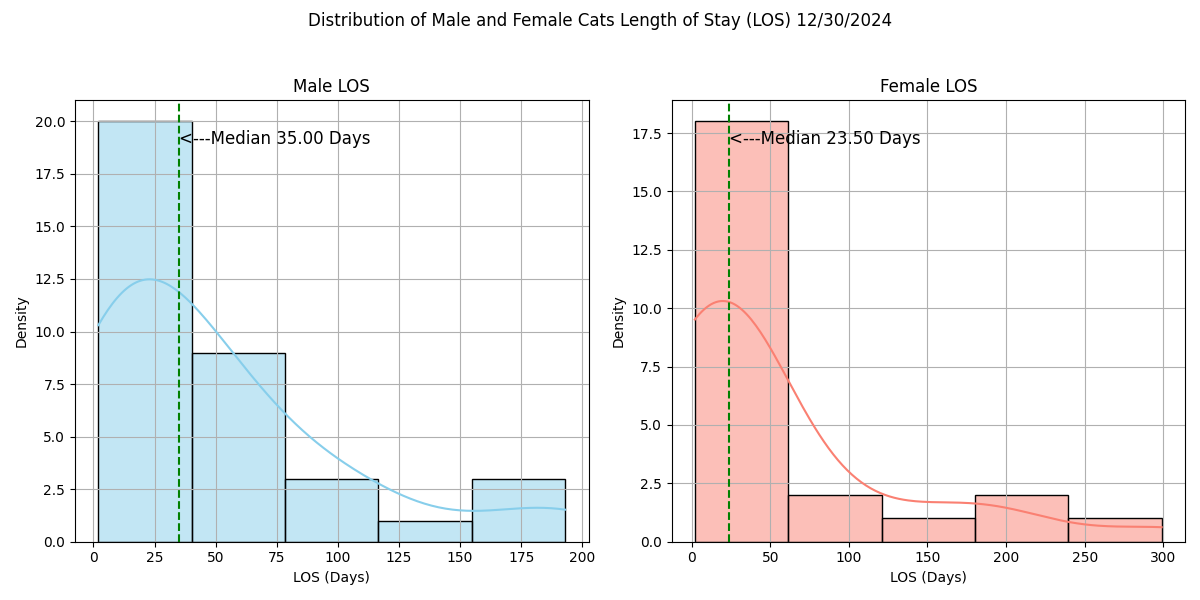 Distribution of Male and Female Cats Length of Stay (LOS) 12/30/2024
Male LOS
20.0
17.5
15.0
12.5
10.0
7.5
5.0
2.5
0.0
Density
<---Median 35.00 Days
0 25 50 75 100 125 150 175 200
LOS (Days)
Female LOS
17.5
15.0
12.5
10.0
7.5
5.0
2.5
0.0
Density
<---Median 23.50 Days
0 50 100 150 200 250 300
LOS (Days)